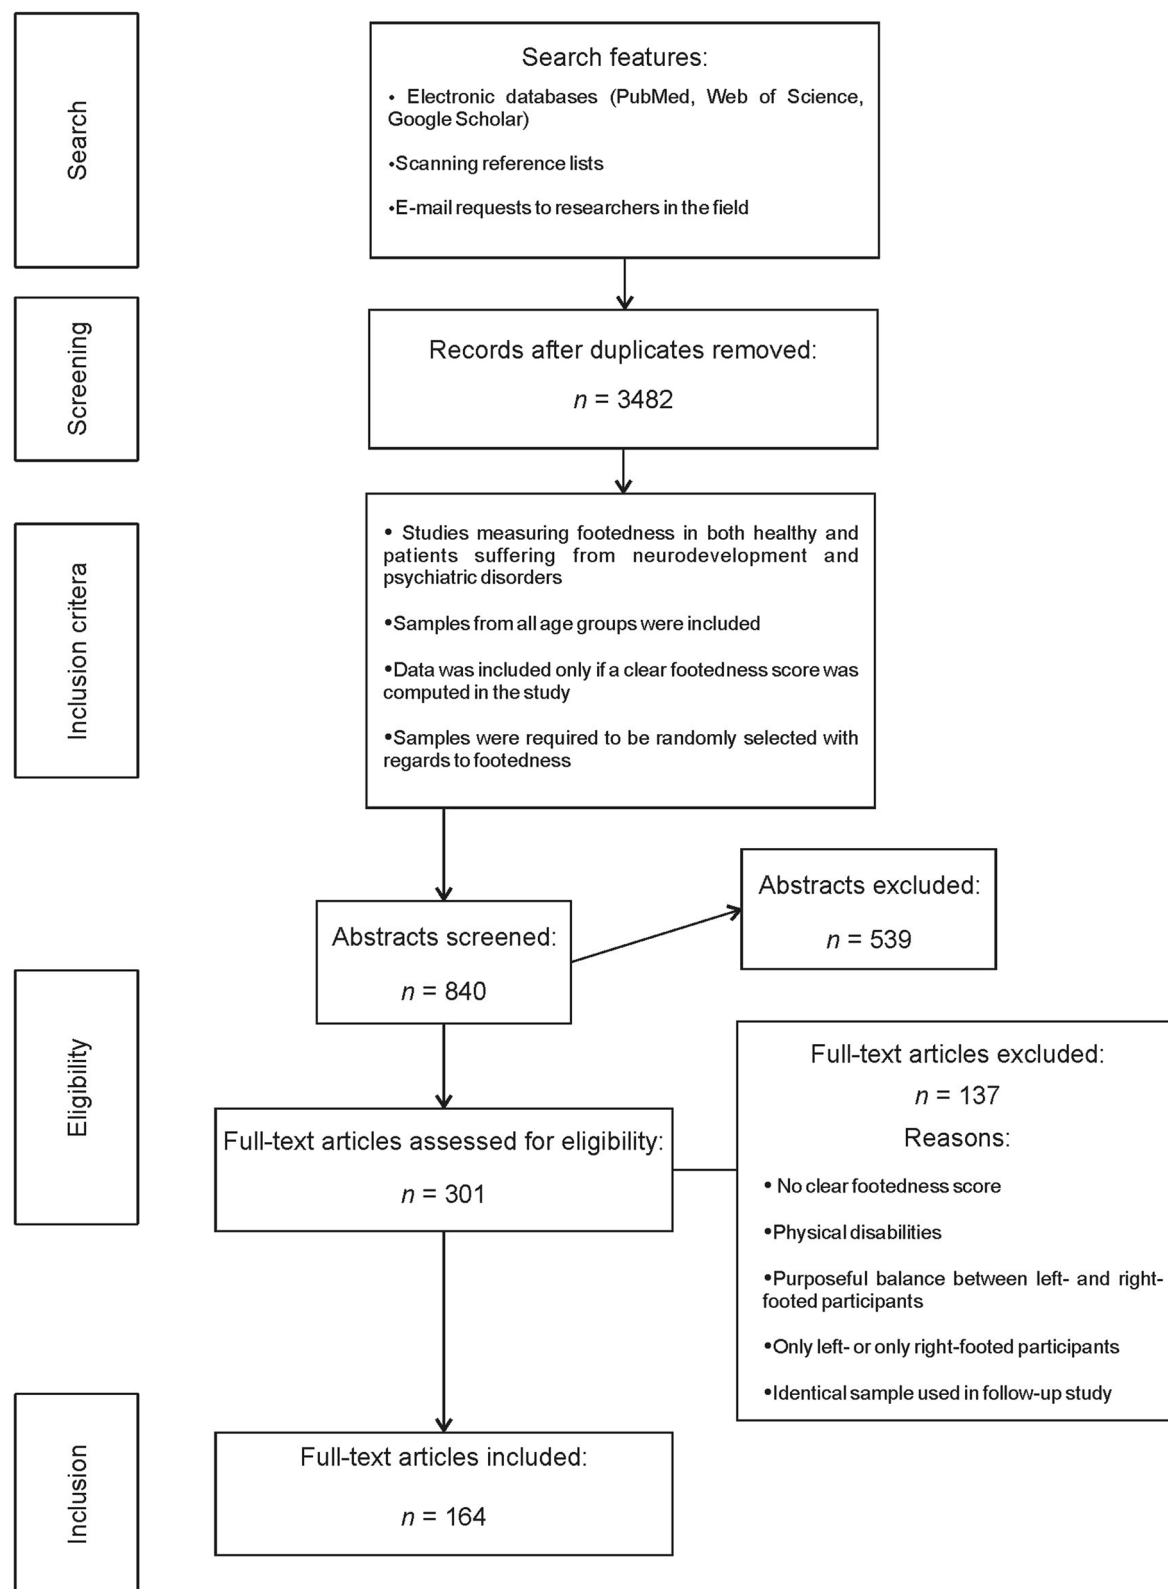 Search
Search features:
• Electronic databases (PubMed, Web of Science,
Google Scholar)
•Scanning reference lists
•E-mail requests to researchers in the field
Screening
Records after duplicates removed:
n = 3482
Inclusion critera
• Studies measuring footedness in both healthy and
patients suffering from neurodevelopment and
psychiatric disorders
•Samples from all age groups were included
•Data was included only if a clear footedness score was
computed in the study
•Samples were required to be randomly selected with
regards to footedness
Eligibility
Abstracts screened:
n = 840
Abstracts excluded:
n = 539
Full-text articles assessed for eligibility:
n = 301
Full-text articles excluded:
n = 137
Reasons:
• No clear footedness score
•Physical disabilities
•Purposeful balance between left- and right-
footed participants
•Only left- or only right-footed participants
•Identical sample used in follow-up study
Inclusion
Full-text articles included:
n = 164